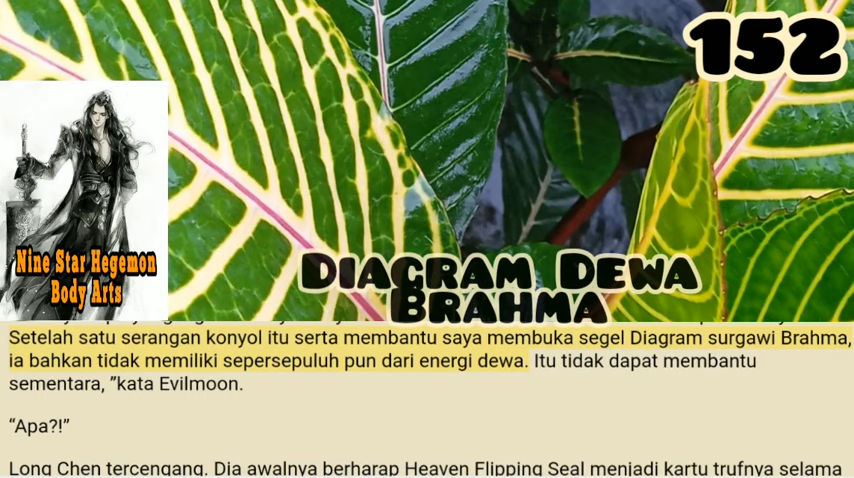 152
Nine Star Hegemon
Body Arts
Diagram Dewa
Brahma
Setelah satu serangan konyol itu serta membantu saya membuka segel Diagram surgawi Brahma,
ia bahkan tidak memiliki sepersepuluh pun dari energi dewa. Itu tidak dapat membantu
sementara, ”kata Evilmoon.
“Apa?!”
Long Chen tercengang. Dia awalnya berharap Heaven Flipping Seal menjadi kartu trufnya selama